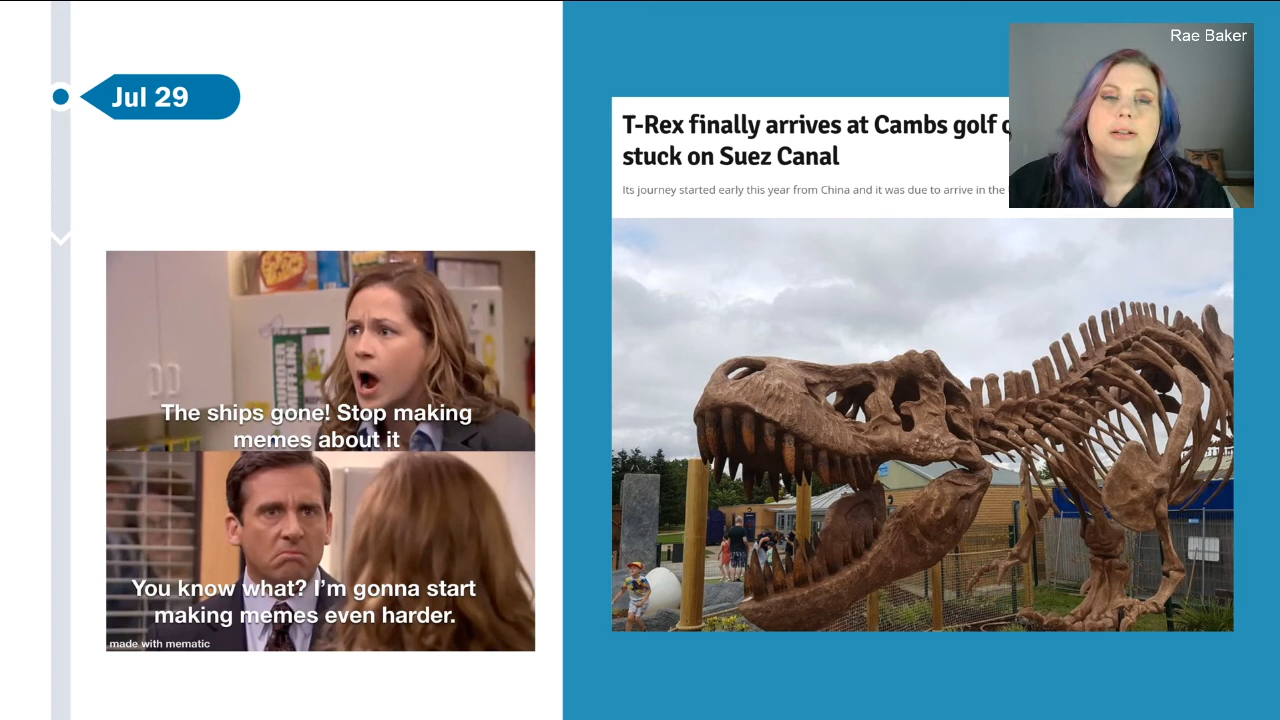 Jul 29
The ships gone! Stop making
memes about it
You know what? I'm gonna start
making memes even harder.
made with mematic
T-Rex finally arrives at Cambs golf
stuck on Suez Canal
Its journey started early this year from China and it was due to arrive in the
Rae Baker